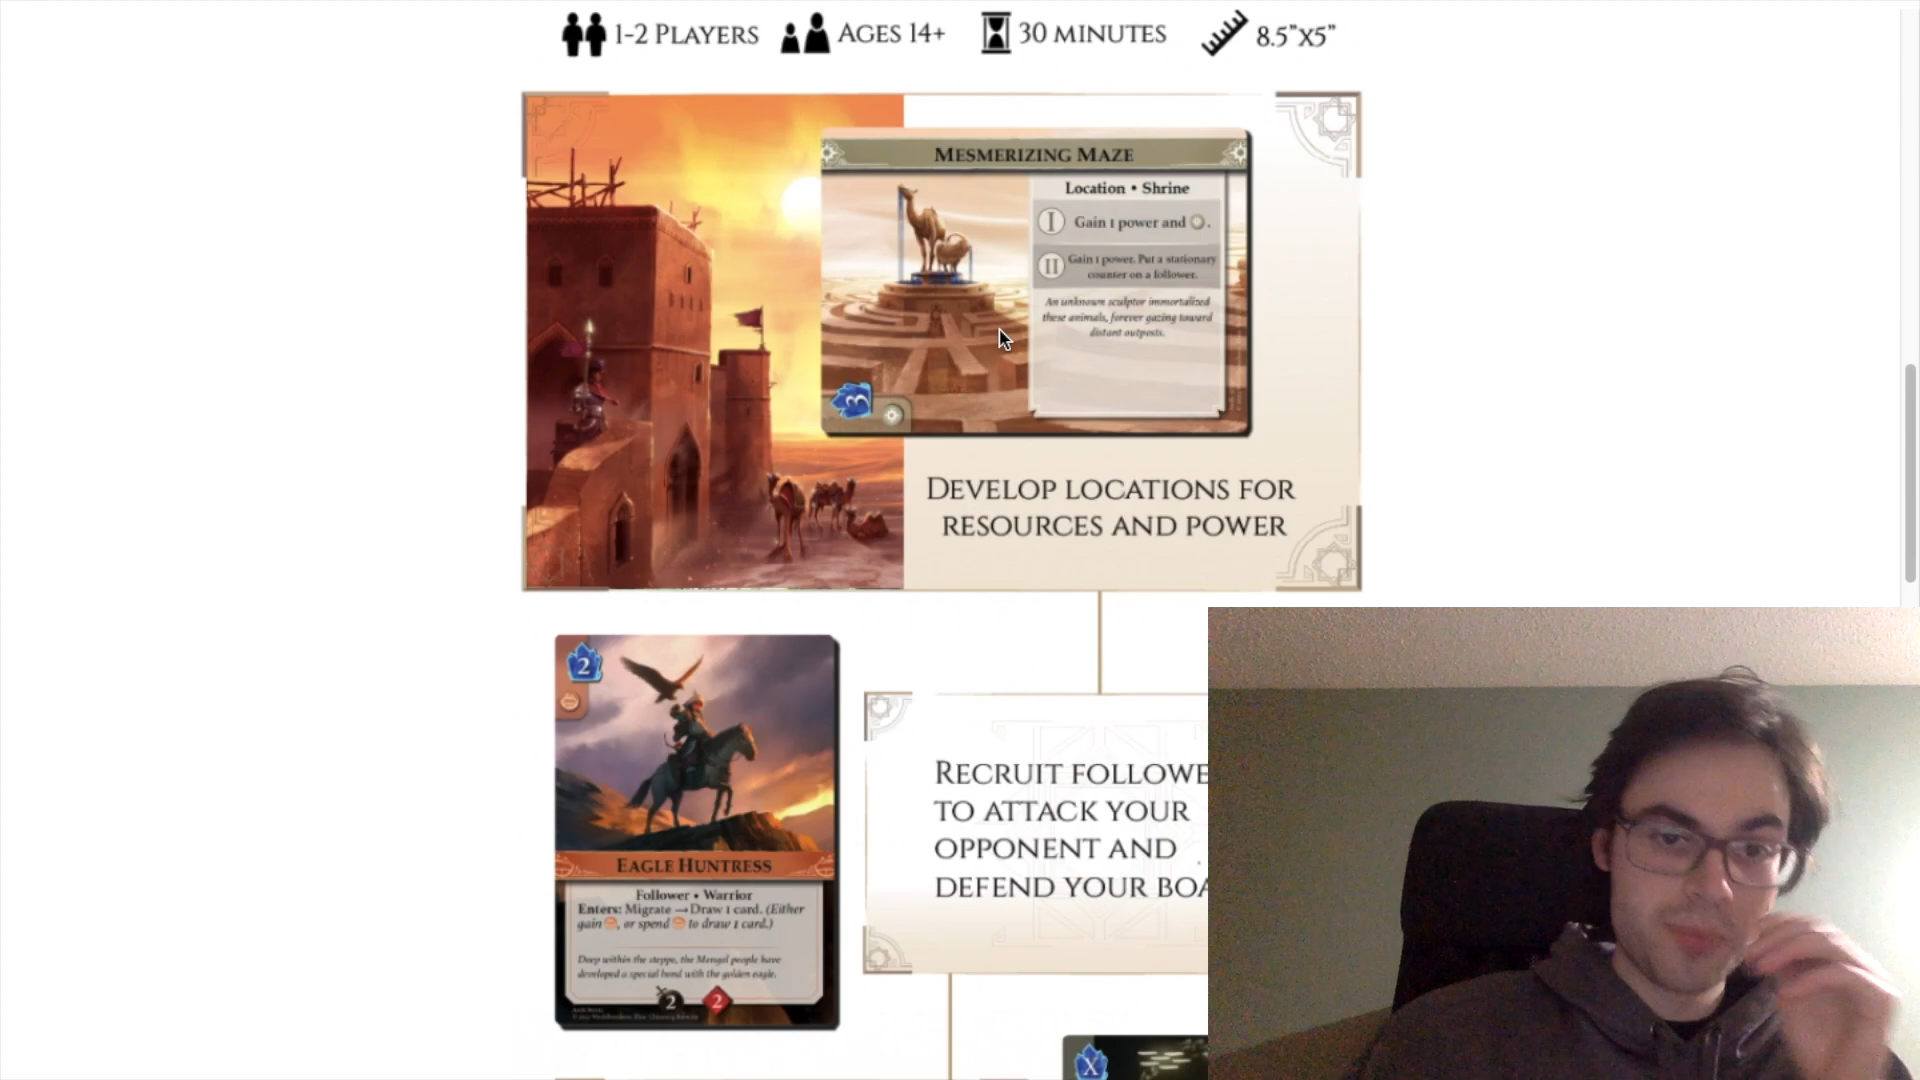 1-2 Players
Ages 14+
30 minutes
8.5"x5"
Mesmerizing Maze
Location • Shrine
I Gain 1 power and .
II Gain 1 power. Put a stationary
counter on a follower.
An unknown sculptor immortalized
these animals, forever gazing toward
distant outposts.
Develop locations for
resources and power
2
Eagle Huntress
Follower • Warrior
Enters: Migrate → Draw 1 card. (Either
gain , or spend to draw 1 card.)
Deep within the steppe, the Mongol people have
developed a special bond with the golden eagle.
2 2
Recruit followe
to attack your
opponent and
defend your boa
X